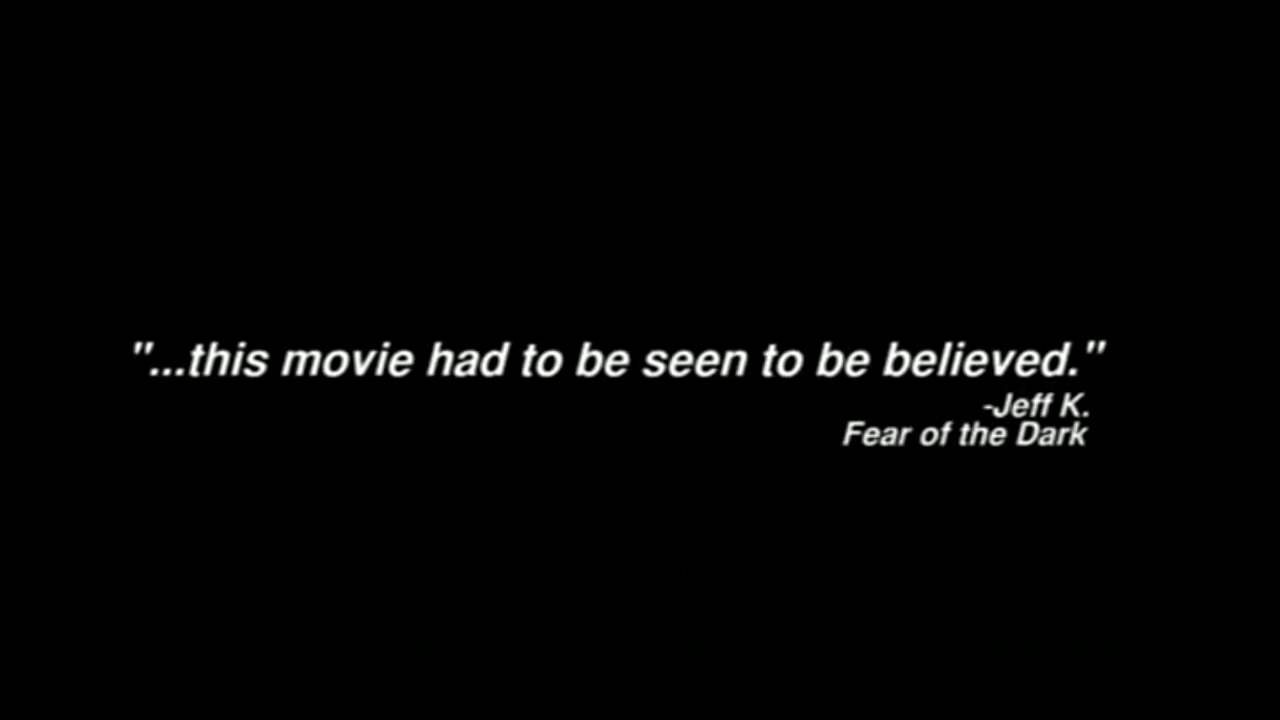 "...this movie had to be seen to be believed."
-Jeff K.
Fear of the Dark